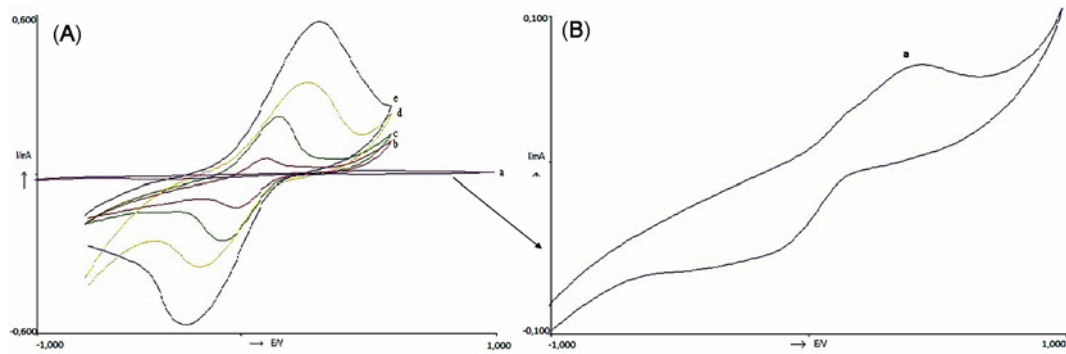 (A)
0,600
I/mA
↑
e
d
c
b
a
-0,600
-1,000
→ E/V
1,000
(B)
0,100
a
I/mA
-0,100
-1,000
→ E/V
1,000